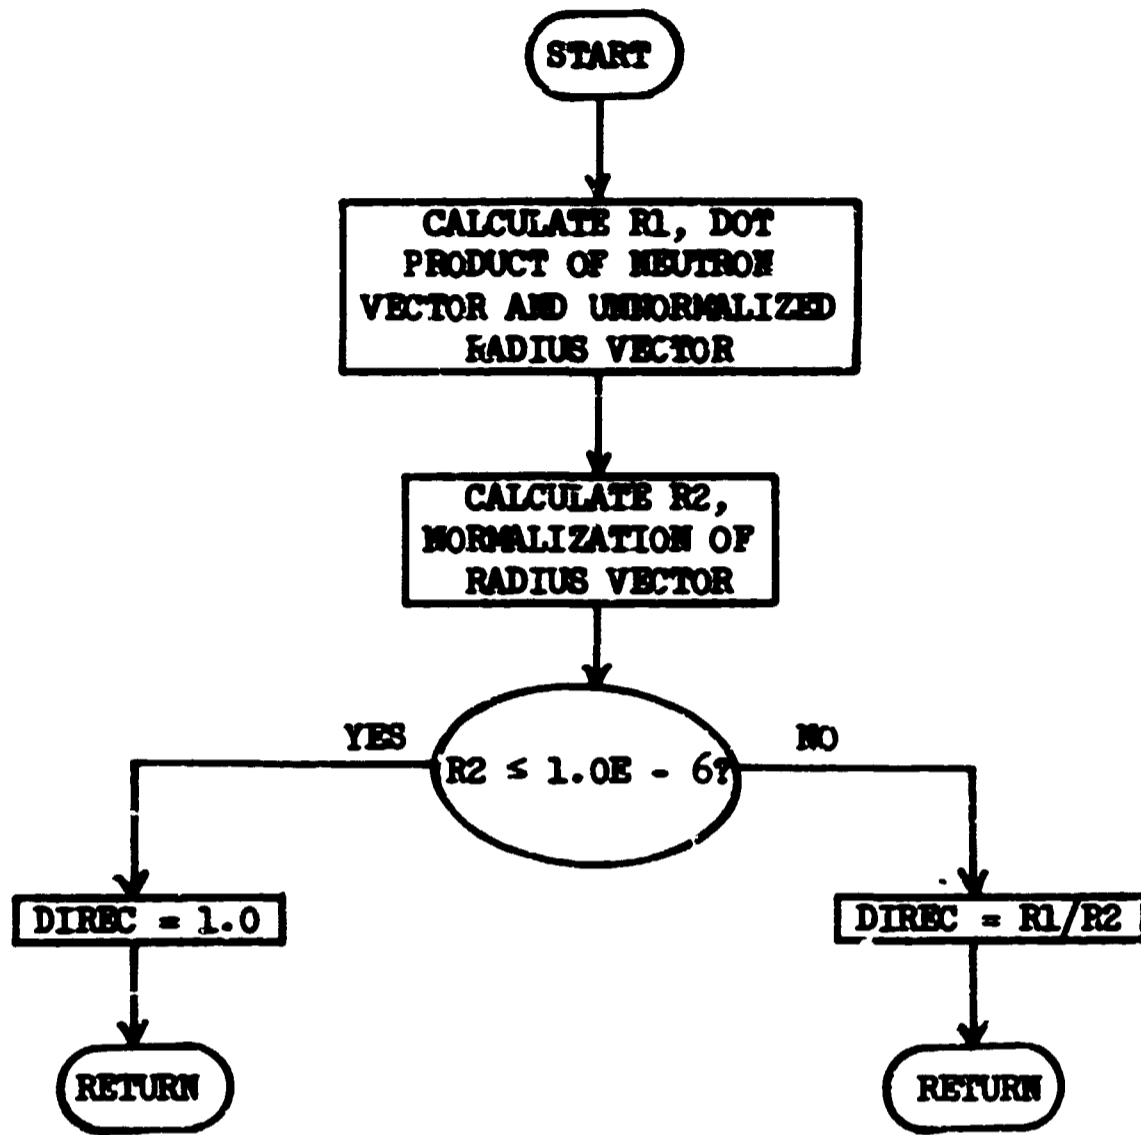 START
CALCULATE R1, DOT
PRODUCT OF NEUTRON
VECTOR AND UNNORMALIZED
RADIUS VECTOR
CALCULATE R2,
NORMALIZATION OF
RADIUS VECTOR
YES
NO
R2 ≤ 1.0E - 6?
DIREC = 1.0
DIREC = R1/R2
RETURN
RETURN